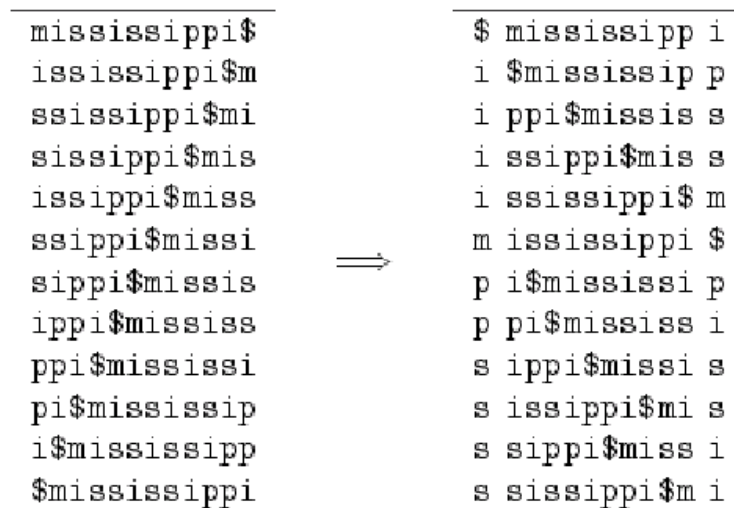 mississippi$ $ mississipp i
ississippi$m i $mississip p
ssissippi$mi i ppi$missis s
sissippi$mis i ssippi$mis s
issippi$miss i ssissippi$ m
ssippi$missi m ississippi $
sippi$missis ⟹ p i$mississi p
ippi$mississ p pi$mississ i
ppi$mississi s ippi$missi s
pi$mississip s issippi$mi s
i$mississipp s sippi$miss i
$mississippi s sissippi$m i